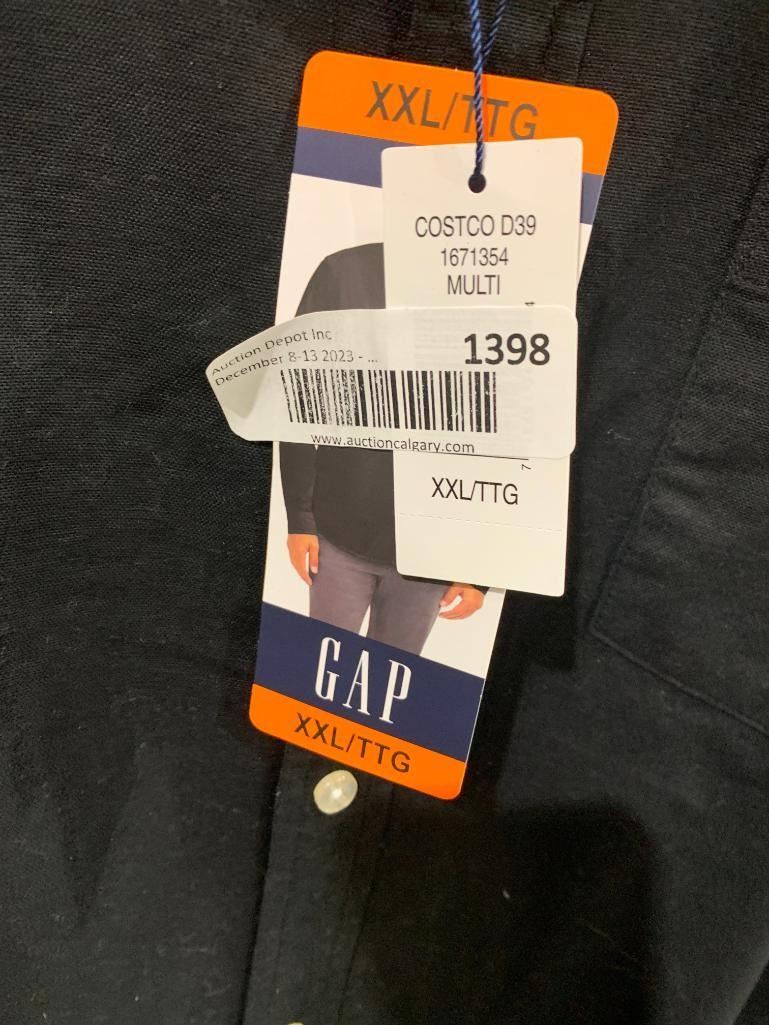 XXL/TTG
COSTCO D39
1671354
MULTI
Auction Depot Inc
December 8-13 2023 - ...
1398
www.auctioncalgary.com
XXL/TTG
GAP
XXL/TTG